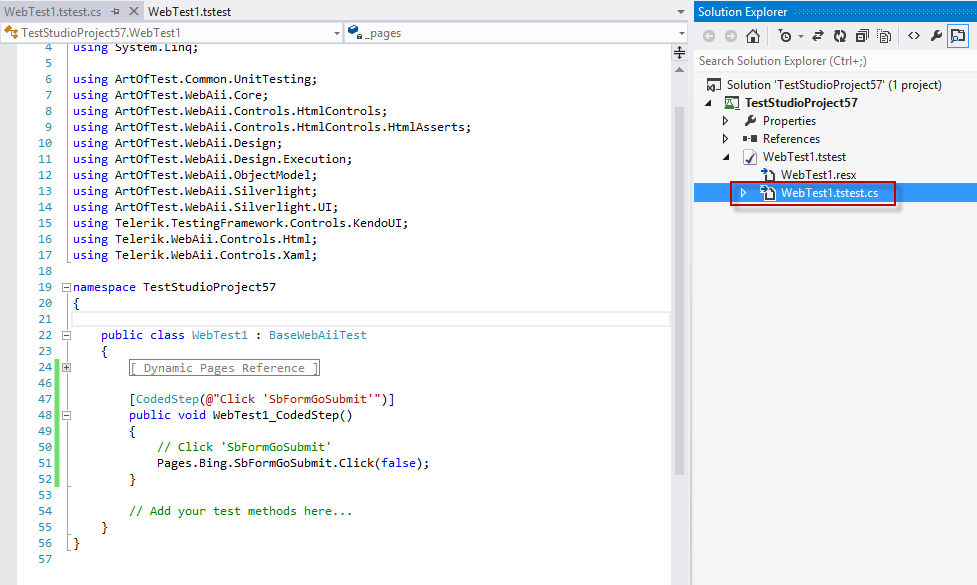 WebTest1.tstest.cs
WebTest1.tstest
TestStudioProject57.WebTest1
_pages
4 using System.Linq;
5
6 using ArtOfTest.Common.UnitTesting;
7 using ArtOfTest.WebAii.Core;
8 using ArtOfTest.WebAii.Controls.HtmlControls;
9 using ArtOfTest.WebAii.Controls.HtmlControls.HtmlAsserts;
10 using ArtOfTest.WebAii.Design;
11 using ArtOfTest.WebAii.Design.Execution;
12 using ArtOfTest.WebAii.ObjectModel;
13 using ArtOfTest.WebAii.Silverlight;
14 using ArtOfTest.WebAii.Silverlight.UI;
15 using Telerik.TestingFramework.Controls.KendoUI;
16 using Telerik.WebAii.Controls.Html;
17 using Telerik.WebAii.Controls.Xaml;
18
19 namespace TestStudioProject57
20 {
21
22 public class WebTest1 : BaseWebAiiTest
23 {
24 [ Dynamic Pages Reference ]
46
47 [CodedStep(@"Click 'SbFormGoSubmit'")]
48 public void WebTest1_CodedStep()
49 {
50 // Click 'SbFormGoSubmit'
51 Pages.Bing.SbFormGoSubmit.Click(false);
52 }
53
54 // Add your test methods here...
55 }
56 }
57
Solution Explorer
Search Solution Explorer (Ctrl+;)
Solution 'TestStudioProject57' (1 project)
TestStudioProject57
Properties
References
WebTest1.tstest
WebTest1.resx
WebTest1.tstest.cs